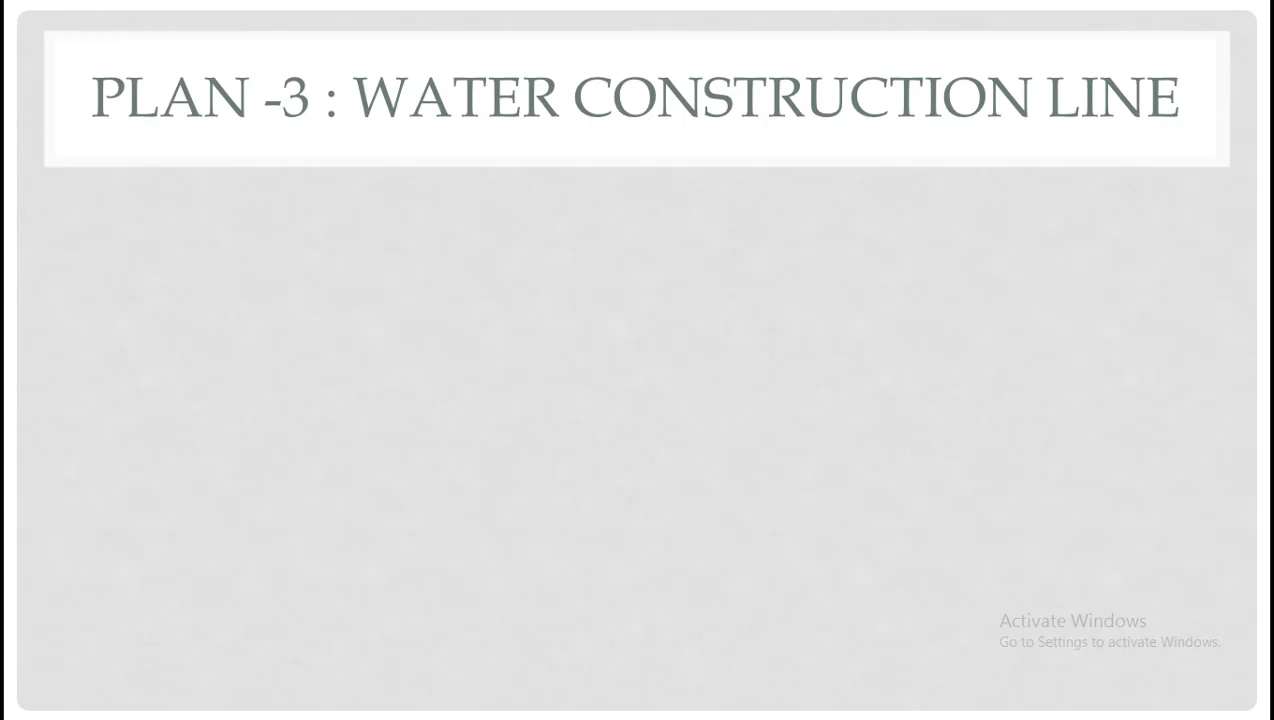 PLAN -3 : WATER CONSTRUCTION LINE
Activate Windows
Go to Settings to activate Windows.